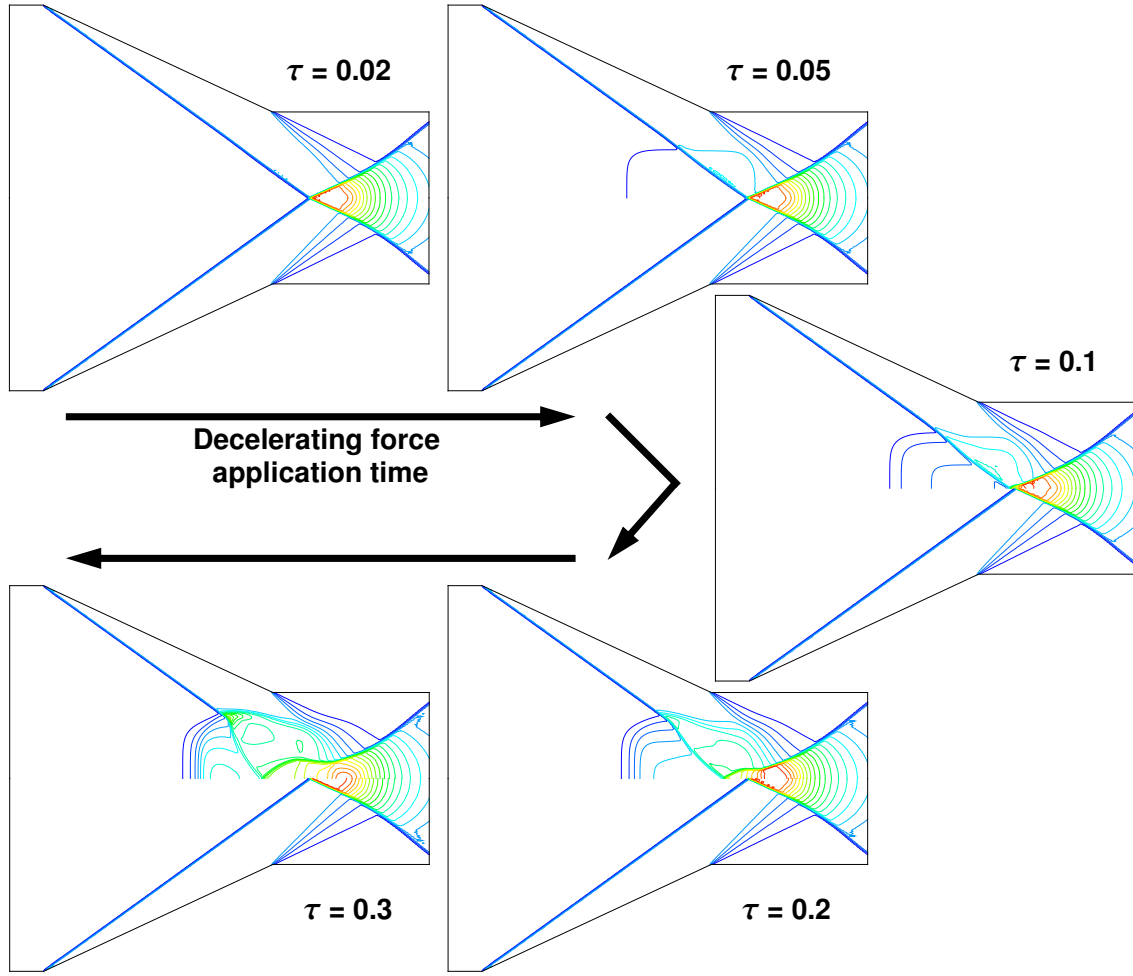 τ = 0.02
τ = 0.05
τ = 0.1
Decelerating force
application time
τ = 0.3
τ = 0.2